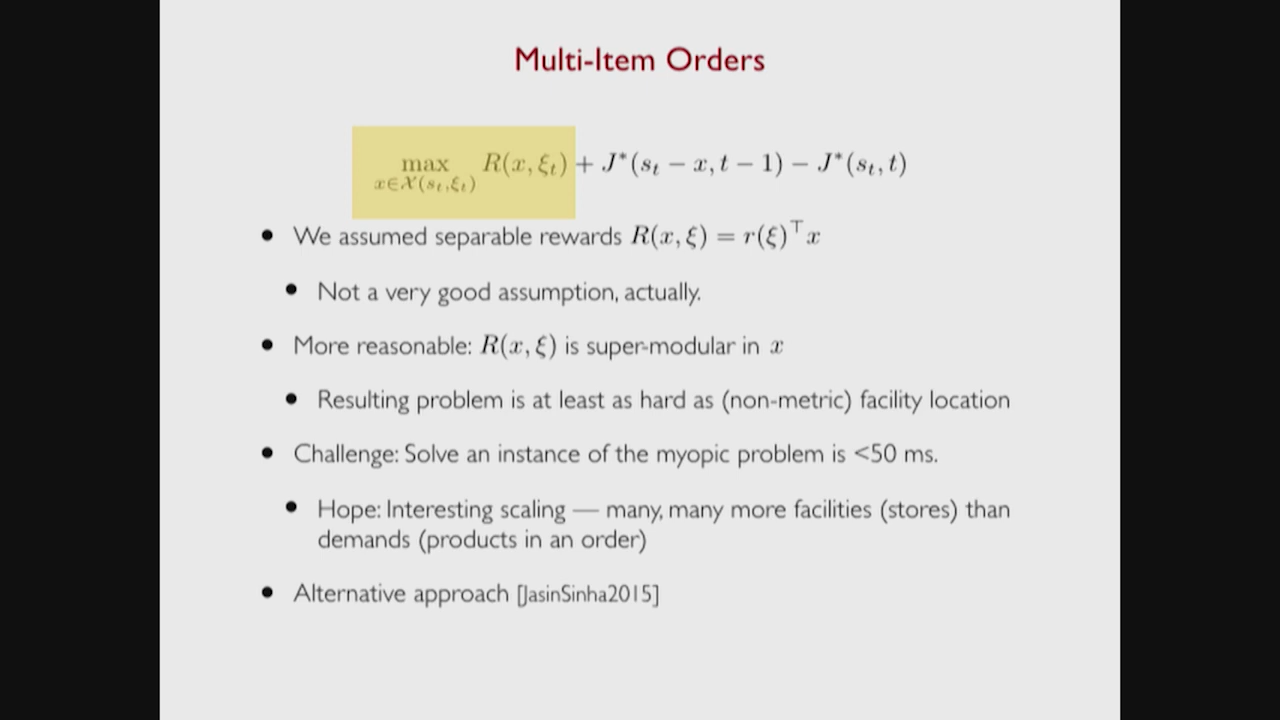 Multi-Item Orders
max x∈𝒳(s_t,ξ_t) R(x, ξ_t) + J*(s_t − x, t − 1) − J*(s_t, t)
• We assumed separable rewards R(x, ξ) = r(ξ)^⊤ x
• Not a very good assumption, actually.
• More reasonable: R(x, ξ) is super-modular in x
• Resulting problem is at least as hard as (non-metric) facility location
• Challenge: Solve an instance of the myopic problem is <50 ms.
• Hope: Interesting scaling — many, many more facilities (stores) than
demands (products in an order)
• Alternative approach [JasinSinha2015]